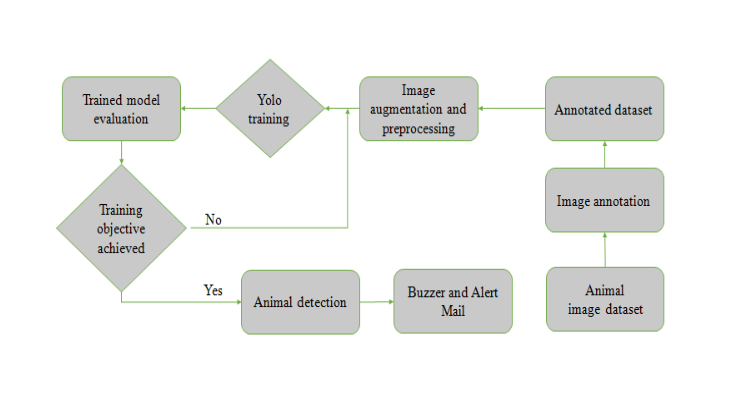 Image
augmentation and
preprocessing
Yolo
training
Trained model
evaluation
Annotated dataset
Image annotation
Training
objective
achieved
No
Yes
Animal detection
Buzzer and Alert
Mail
Animal
image dataset